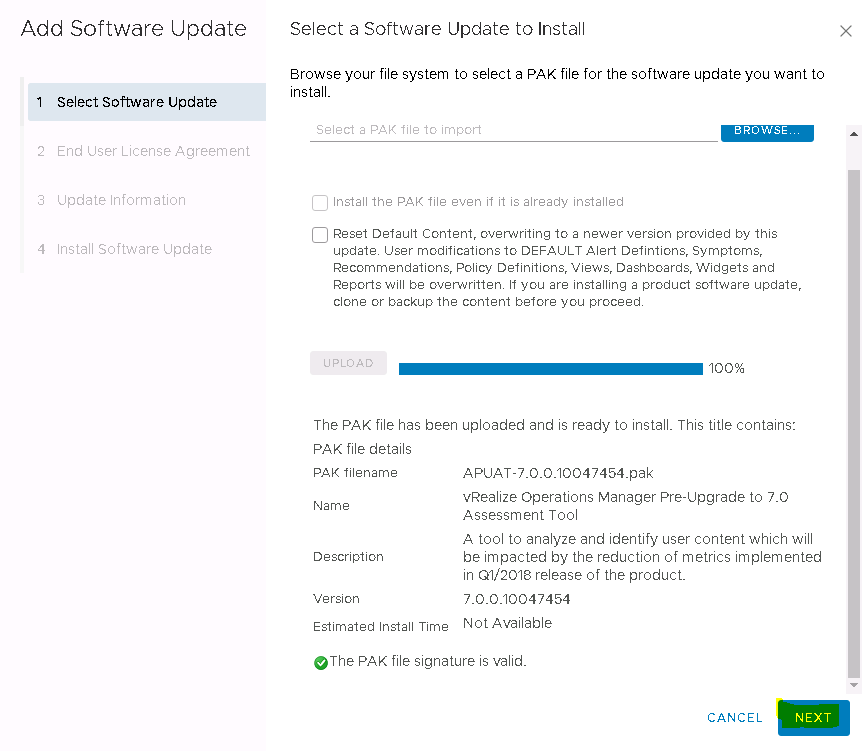 Add Software Update
1 Select Software Update
2 End User License Agreement
3 Update Information
4 Install Software Update
Select a Software Update to Install
Browse your file system to select a PAK file for the software update you want to
install.
Select a PAK file to import
BROWSE...
Install the PAK file even if it is already installed
Reset Default Content, overwriting to a newer version provided by this
update. User modifications to DEFAULT Alert Defintions, Symptoms,
Recommendations, Policy Definitions, Views, Dashboards, Widgets and
Reports will be overwritten. If you are installing a product software update,
clone or backup the content before you proceed.
UPLOAD
100%
The PAK file has been uploaded and is ready to install. This title contains:
PAK file details
PAK filename APUAT-7.0.0.10047454.pak
Name vRealize Operations Manager Pre-Upgrade to 7.0
Assessment Tool
Description A tool to analyze and identify user content which will
be impacted by the reduction of metrics implemented
in Q1/2018 release of the product.
Version 7.0.0.10047454
Estimated Install Time Not Available
The PAK file signature is valid.
CANCEL NEXT